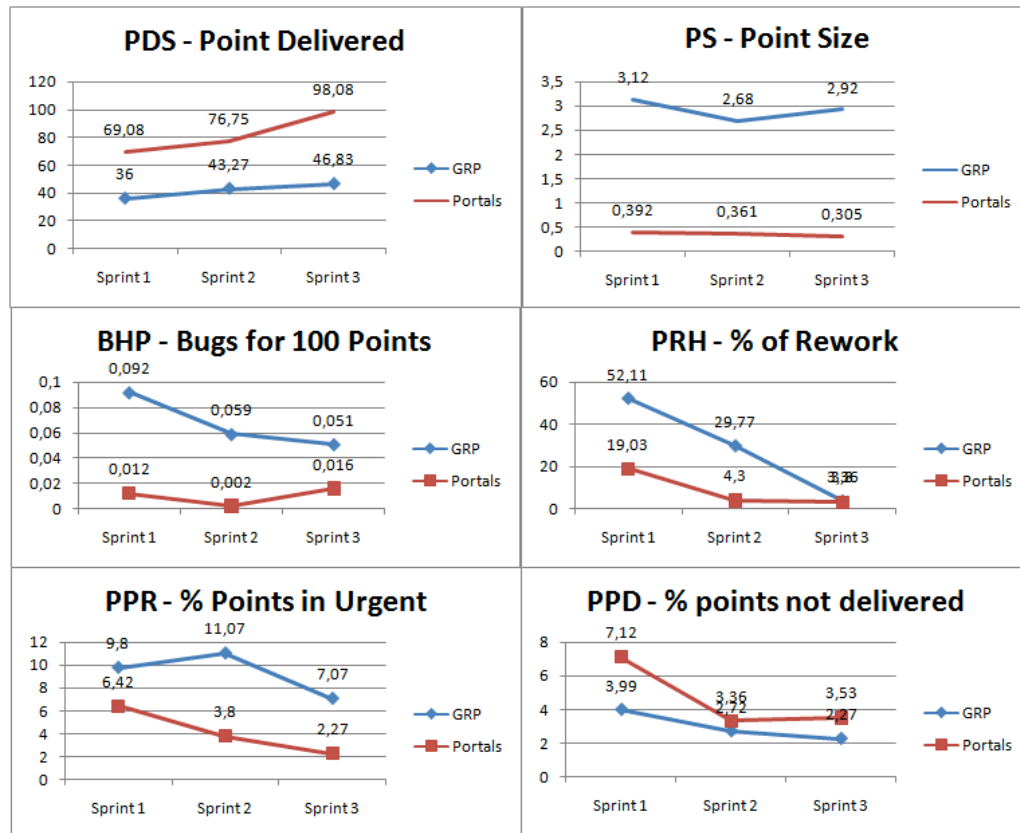 PDS - Point Delivered
120
100
80
60
40
20
0
69,08
76,75
98,08
36
43,27
46,83
Sprint 1
Sprint 2
Sprint 3
GRP
Portals
PS - Point Size
3,5
3
2,5
2
1,5
1
0,5
0
3,12
2,68
2,92
0,392
0,361
0,305
Sprint 1
Sprint 2
Sprint 3
GRP
Portals
BHP - Bugs for 100 Points
0,1
0,08
0,06
0,04
0,02
0
0,092
0,059
0,051
0,012
0,002
0,016
Sprint 1
Sprint 2
Sprint 3
GRP
Portals
PRH - % of Rework
60
40
20
0
52,11
29,77
19,03
4,3
Sprint 1
Sprint 2
Sprint 3
GRP
Portals
PPR - % Points in Urgent
12
10
8
6
4
2
0
9,8
11,07
7,07
6,42
3,8
2,27
Sprint 1
Sprint 2
Sprint 3
GRP
Portals
PPD - % points not delivered
8
6
4
2
0
7,12
3,36
3,53
3,99
2,72
2,27
Sprint 1
Sprint 2
Sprint 3
GRP
Portals